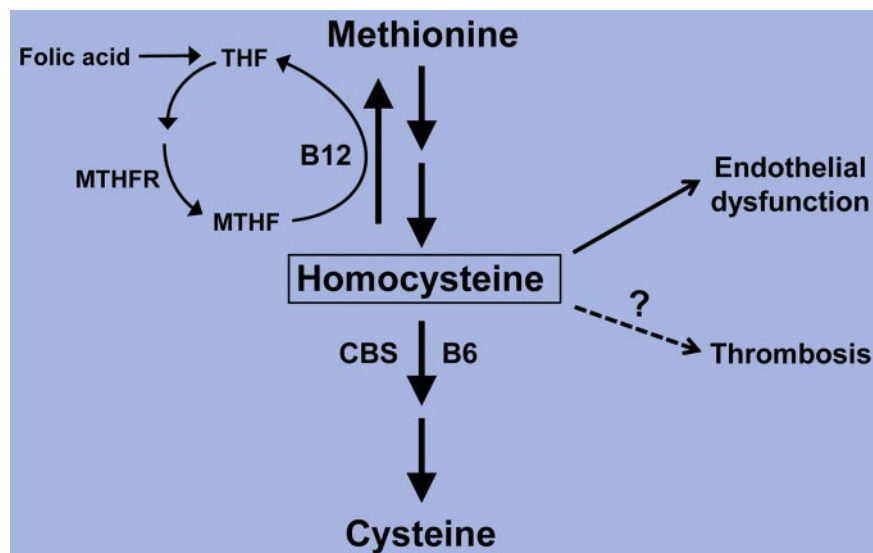 Methionine
Folic acid
THF
B12
MTHFR
MTHF
Endothelial
dysfunction
Homocysteine
?
CBS
B6
Thrombosis
Cysteine